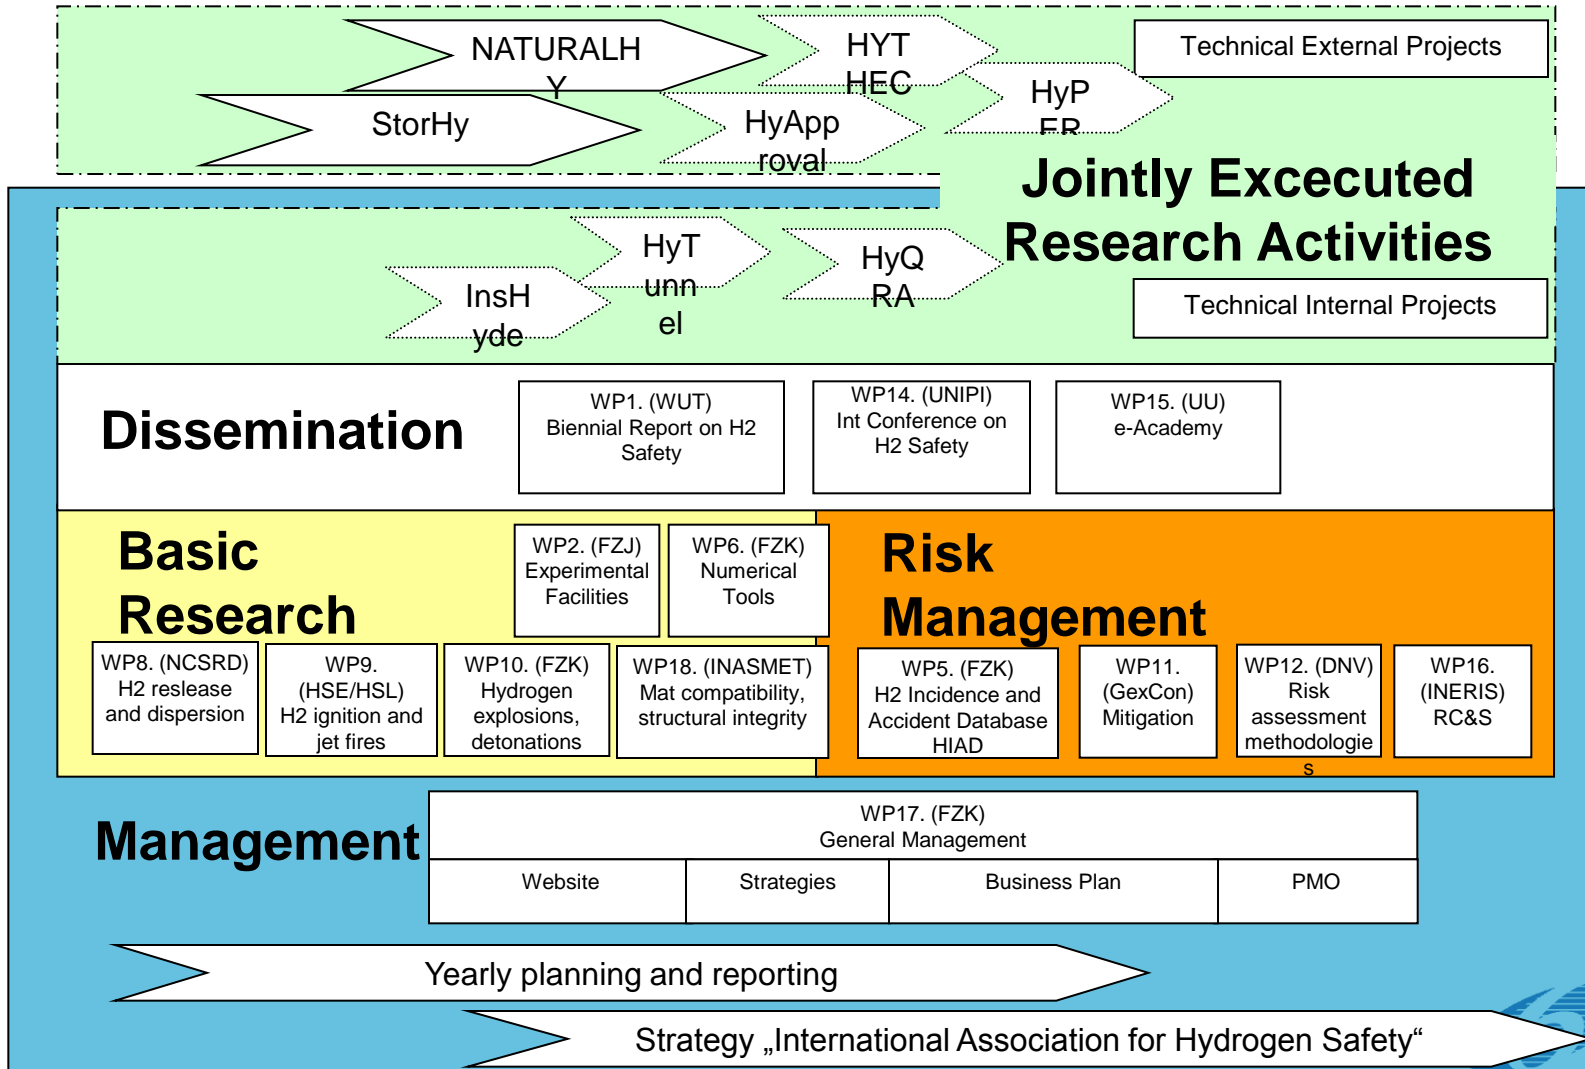 NATURALH
Y
HYT
HEC
Technical External Projects
StorHy
HyApp
roval
HyP
ER
Jointly Excecuted
Research Activities
InsH
yde
HyT
unn
el
HyQ
RA
Technical Internal Projects
Dissemination
WP1. (WUT)
Biennial Report on H2
Safety
WP14. (UNIPI)
Int Conference on
H2 Safety
WP15. (UU)
e-Academy
Basic
Research
WP2. (FZJ)
Experimental
Facilities
WP6. (FZK)
Numerical
Tools
Risk
Management
WP8. (NCSRD)
H2 reslease
and dispersion
WP9.
(HSE/HSL)
H2 ignition and
jet fires
WP10. (FZK)
Hydrogen
explosions,
detonations
WP18. (INASMET)
Mat compatibility,
structural integrity
WP5. (FZK)
H2 Incidence and
Accident Database
HIAD
WP11.
(GexCon)
Mitigation
WP12. (DNV)
Risk
assessment
methodologie
s
WP16.
(INERIS)
RC&S
Management
WP17. (FZK)
General Management
Website
Strategies
Business Plan
PMO
Yearly planning and reporting
Strategy „International Association for Hydrogen Safety“